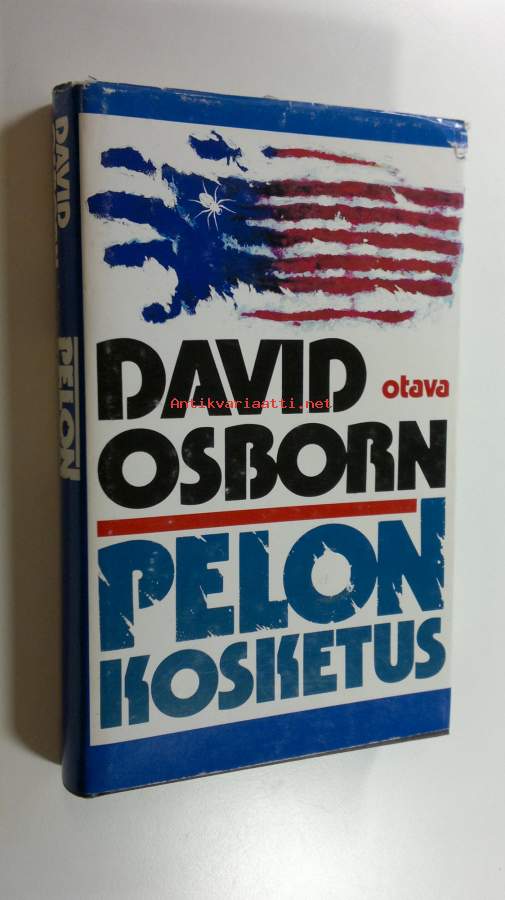 DAVID
otava
OSBORN
PELON
KOSKETUS
DAVID
PELON
Antikvariaatti.net